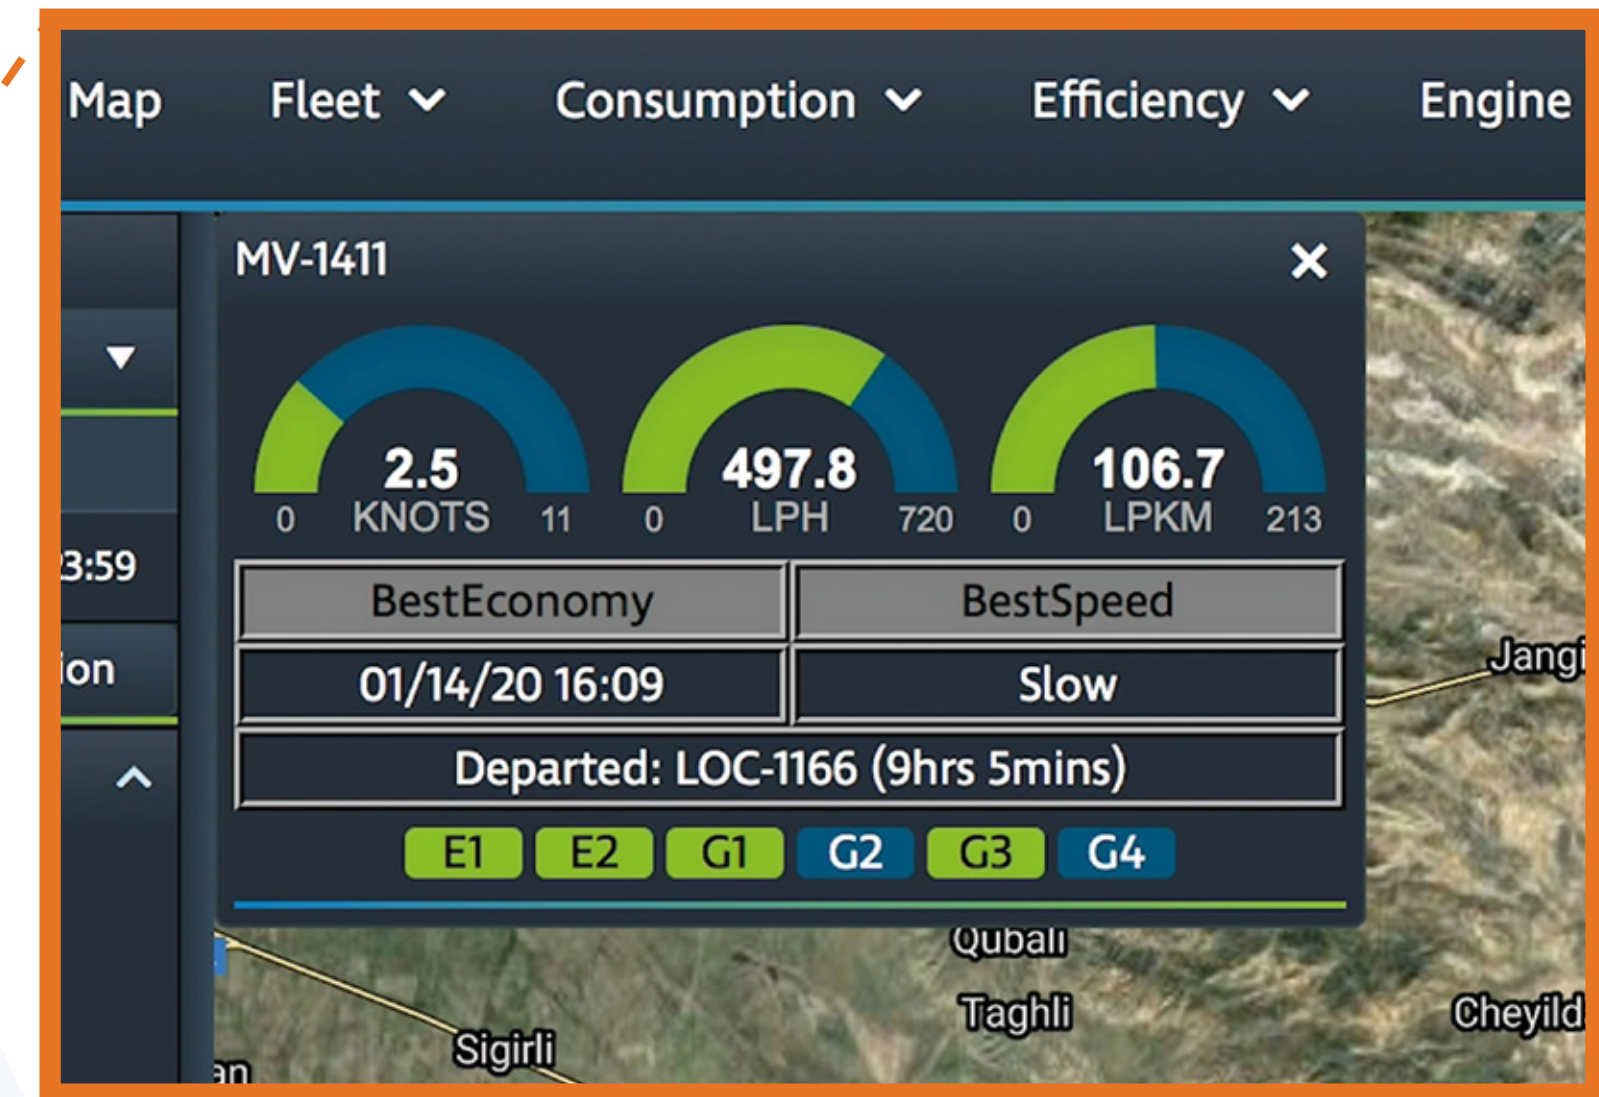 Map Fleet Consumption Efficiency Engine
MV-1411
2.5 497.8 106.7
0 KNOTS 11 0 LPH 720 0 LPKM 213
3:59
BestEconomy BestSpeed
01/14/20 16:09 Slow
ion
Departed: LOC-1166 (9hrs 5mins)
E1 E2 G1 G2 G3 G4
Qubali
Taghli
Sigirli
Jangi
Cheyild
an